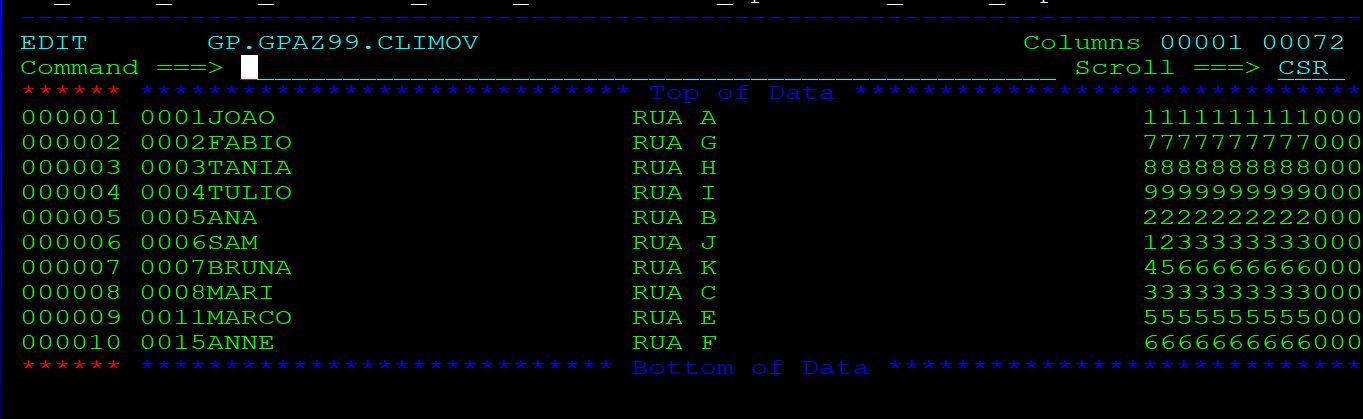 EDIT       GP.GPAZ99.CLIMOV                                Columns 00001 00072
Command ===>                                                  Scroll ===> CSR
****** ***************************** Top of Data ******************************
000001 0001JOAO                     RUA A                         1111111111000
000002 0002FABIO                    RUA G                         7777777777000
000003 0003TANIA                    RUA H                         8888888888000
000004 0004TULIO                    RUA I                         9999999999000
000005 0005ANA                      RUA B                         2222222222000
000006 0006SAM                      RUA J                         1233333333000
000007 0007BRUNA                    RUA K                         4566666666000
000008 0008MARI                     RUA C                         3333333333000
000009 0011MARCO                    RUA E                         5555555555000
000010 0015ANNE                     RUA F                         6666666666000
****** **************************** Bottom of Data ****************************